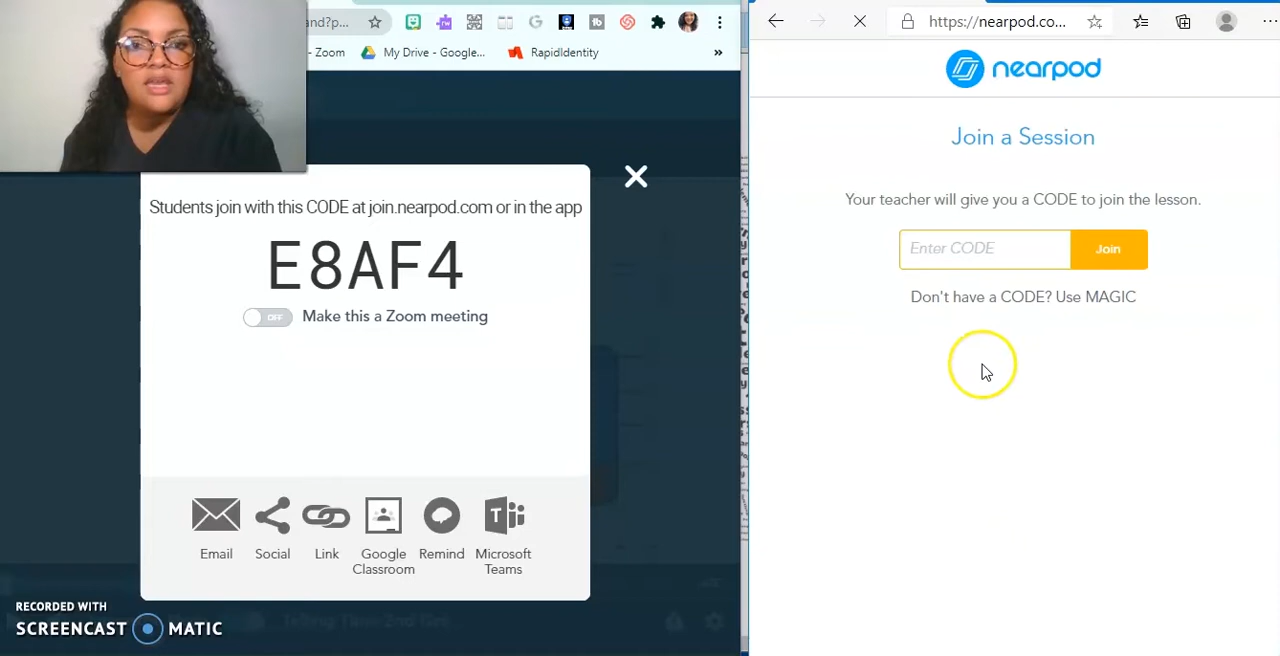 and?p...
- Zoom
My Drive - Google...
RapidIdentity
»
Students join with this CODE at join.nearpod.com or in the app
E8AF4
OFF
Make this a Zoom meeting
Email
Social
Link
Google Classroom
Remind
Microsoft Teams
RECORDED WITH
SCREENCAST MATIC
https://nearpod.co...
nearpod
Join a Session
Your teacher will give you a CODE to join the lesson.
Enter CODE
Join
Don't have a CODE? Use MAGIC